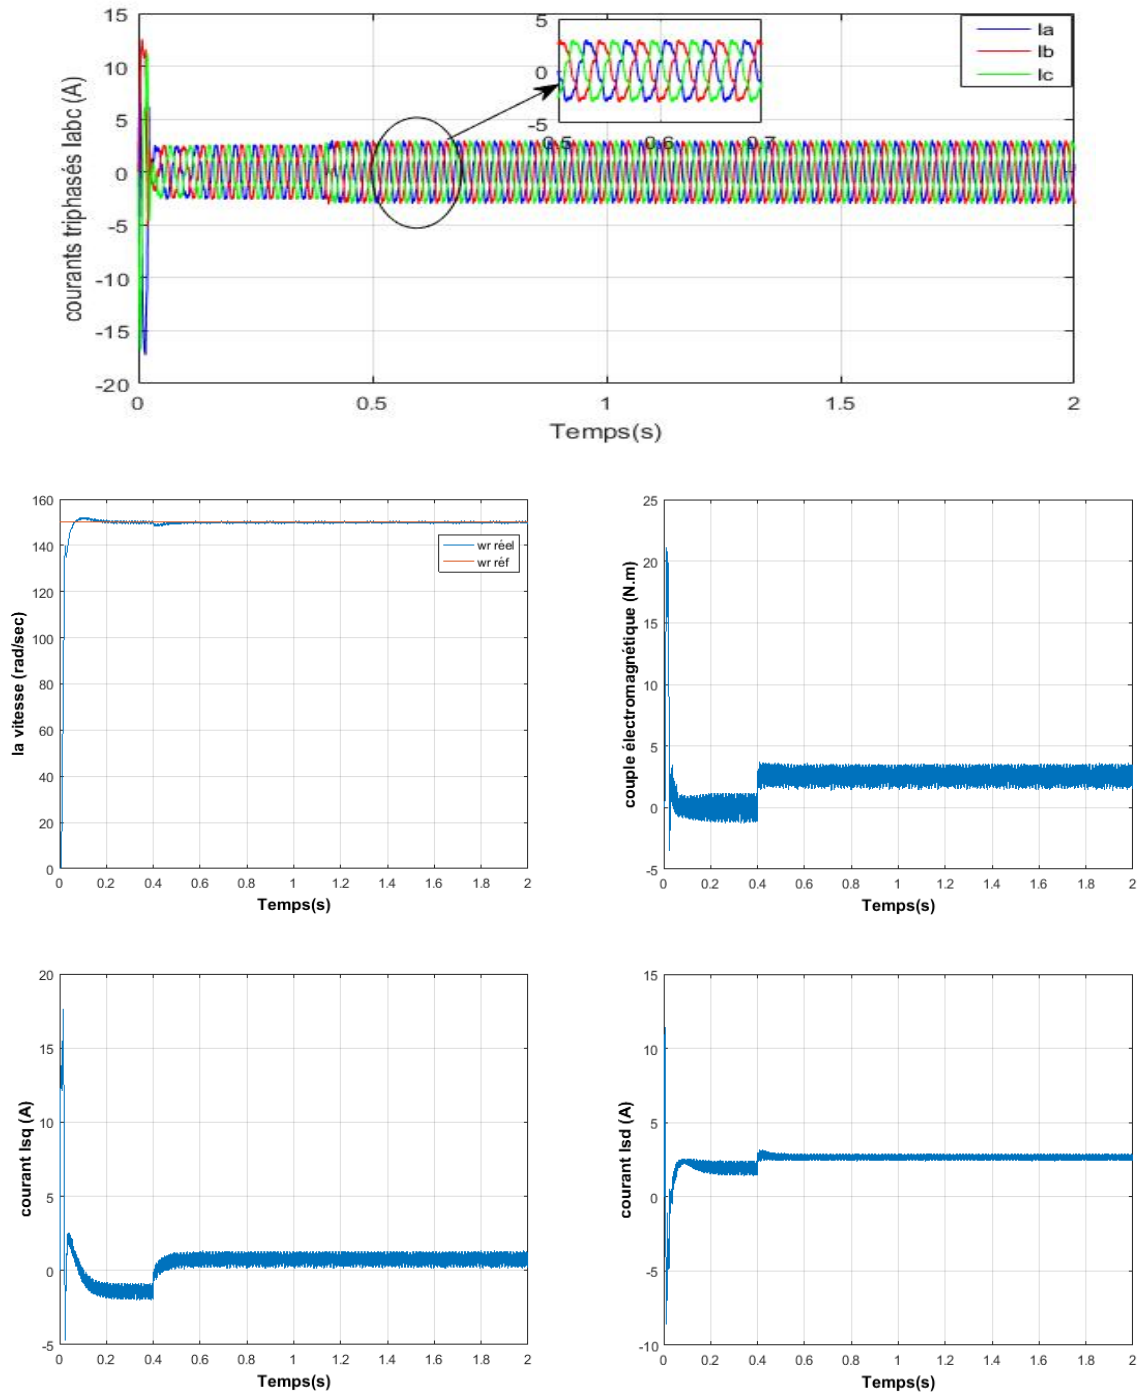 15
10
5
0
-5
-10
-15
-20
courants triphasés Iabc (A)
5
0
-5
0.5 0.6 0.7
Ia
Ib
Ic
0 0.5 1 1.5 2
Temps(s)
160
140
120
100
80
60
40
20
0
la vitesse (rad/sec)
wr réel
wr réf
0 0.2 0.4 0.6 0.8 1 1.2 1.4 1.6 1.8 2
Temps(s)
25
20
15
10
5
0
-5
couple électromagnétique (N.m)
0 0.2 0.4 0.6 0.8 1 1.2 1.4 1.6 1.8 2
Temps(s)
20
15
10
5
0
-5
courant Isq (A)
0 0.2 0.4 0.6 0.8 1 1.2 1.4 1.6 1.8 2
Temps(s)
15
10
5
0
-5
-10
courant Isd (A)
0 0.2 0.4 0.6 0.8 1 1.2 1.4 1.6 1.8 2
Temps(s)